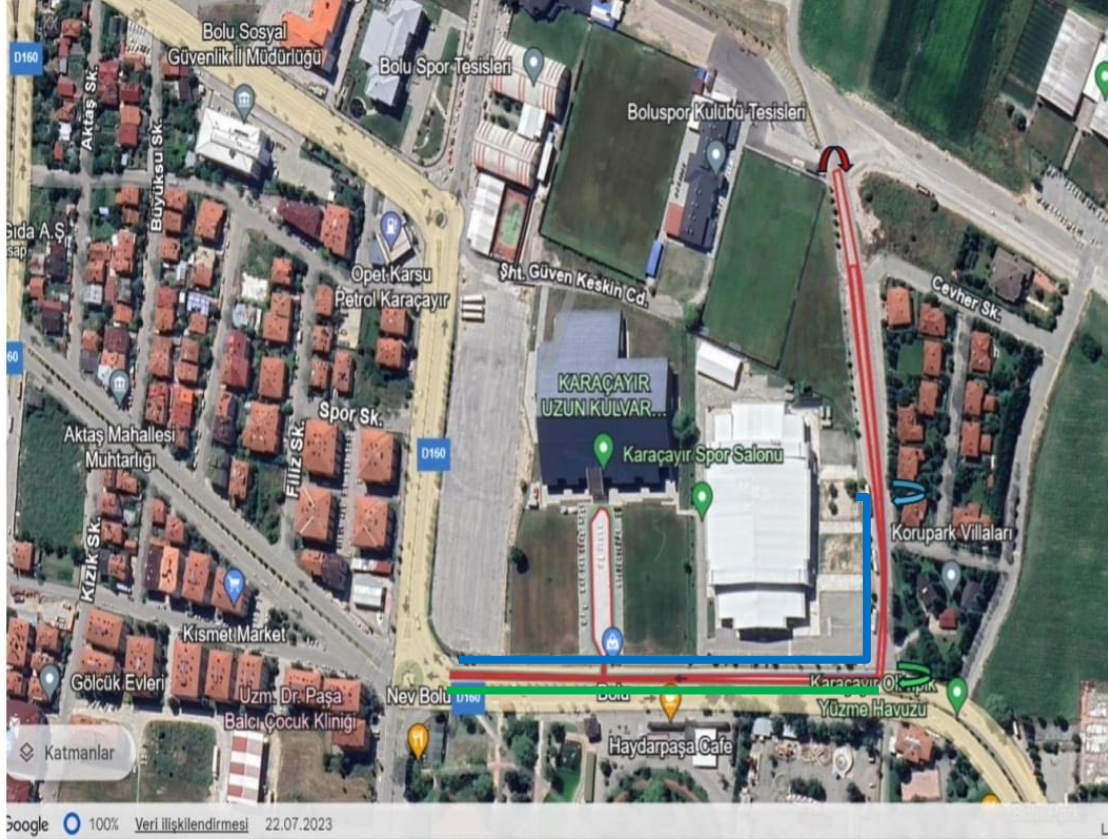 D160
Bolu Sosyal
Güvenlik İl Müdürlüğü
Aktaş Sk.
Büyüksu Sk.
Bolu Spor Tesisleri
Boluspor Kulübü Tesisleri
Gıda A.Ş.
sap
Opet Karsu
Petrol Karaçayır
Şht. Güven Keskin Cd.
Cevher Sk.
60
KARAÇAYIR
UZUN KULVAR...
Spor Sk.
Aktaş Mahallesi
Muhtarlığı
Filiz Sk.
D160
Karaçayır Spor Salonu
Korupark Villaları
Kızık Sk.
Kısmet Market
Gölcük Evleri
Uzm. Dr. Paşa
Balcı Çocuk Kliniği
Nev Bolu
D160
Bolu
Karaçayır Olimpik
Yüzme Havuzu
Haydarpaşa Cafe
Katmanlar
Google
100%
Veri ilişkilendirmesi
22.07.2023